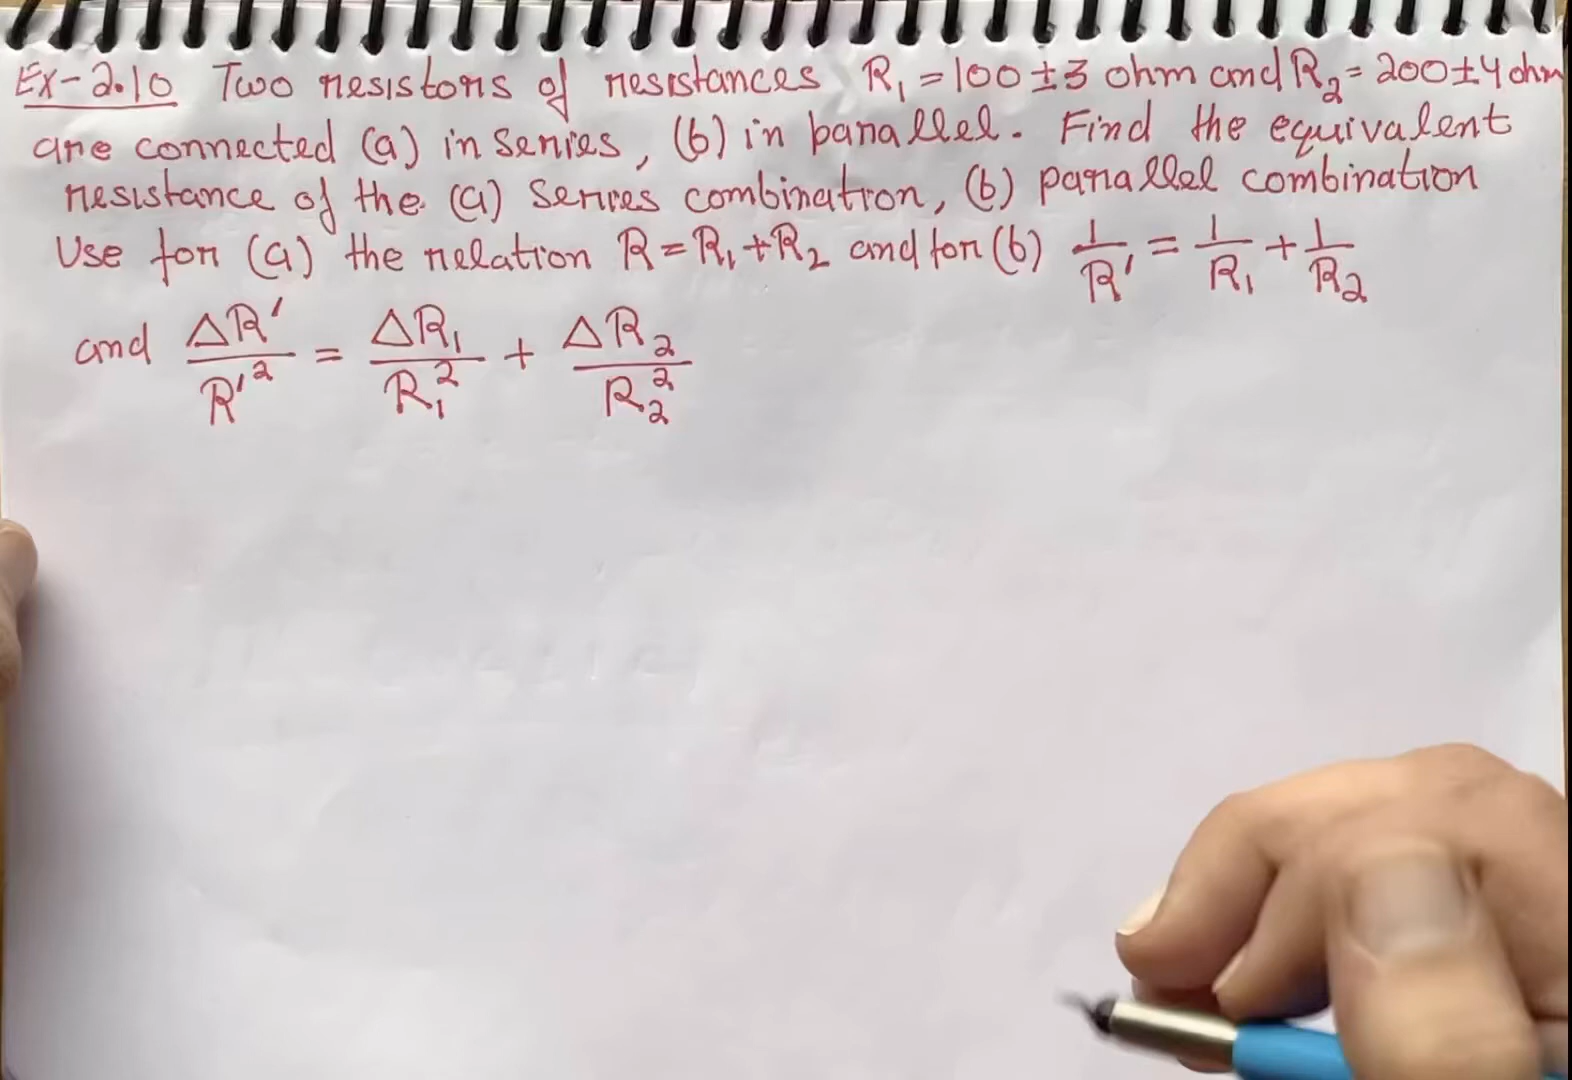 Ex-2.10 Two resistors of resistances R₁ = 100 ± 3 ohm and R₂ = 200 ± 4 ohm
are connected (a) in series, (b) in parallel. Find the equivalent
resistance of the (a) series combination, (b) parallel combination
Use for (a) the relation R = R₁ + R₂ and for (b) 1/R' = 1/R₁ + 1/R₂
and ΔR'/R'² = ΔR₁/R₁² + ΔR₂/R₂²